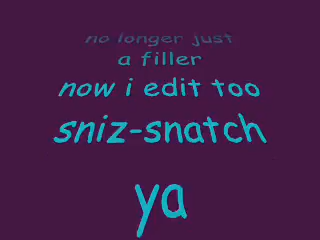 no longer just
a filler
now i edit too
sniz-snatch
ya